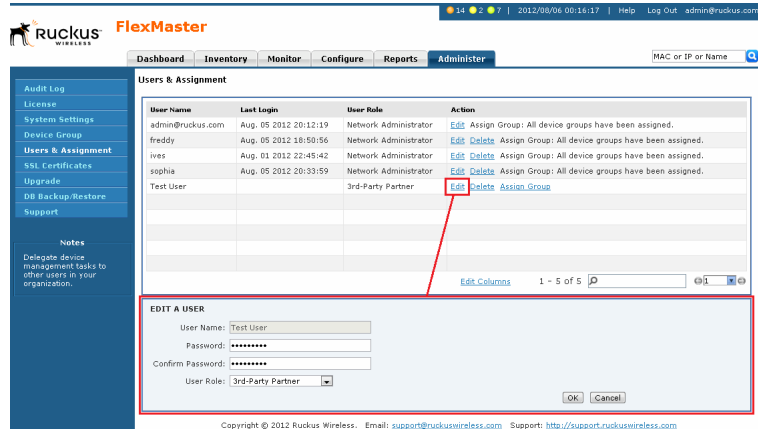 14 2 7 | 2012/08/06 00:16:17 | Help Log Out admin@ruckus.com
Ruckus WIRELESS FlexMaster
Dashboard Inventory Monitor Configure Reports Administer MAC or IP or Name
Audit Log
License
System Settings
Device Group
Users & Assignment
SSL Certificates
Upgrade
DB Backup/Restore
Support
Notes
Delegate device
management tasks to
other users in your
organization.
Users & Assignment
User Name Last Login User Role Action
admin@ruckus.com Aug. 05 2012 20:12:19 Network Administrator Edit Assign Group: All device groups have been assigned.
freddy Aug. 05 2012 18:50:56 Network Administrator Edit Delete Assign Group: All device groups have been assigned.
ives Aug. 01 2012 22:45:42 Network Administrator Edit Delete Assign Group: All device groups have been assigned.
sophia Aug. 05 2012 20:33:59 Network Administrator Edit Delete Assign Group: All device groups have been assigned.
Test User 3rd-Party Partner Edit Delete Assign Group
Edit Columns 1 - 5 of 5 1
EDIT A USER
User Name: Test User
Password: •••••••••
Confirm Password: •••••••••
User Role: 3rd-Party Partner
OK Cancel
Copyright © 2012 Ruckus Wireless. Email: support@ruckuswireless.com Support: http://support.ruckuswireless.com